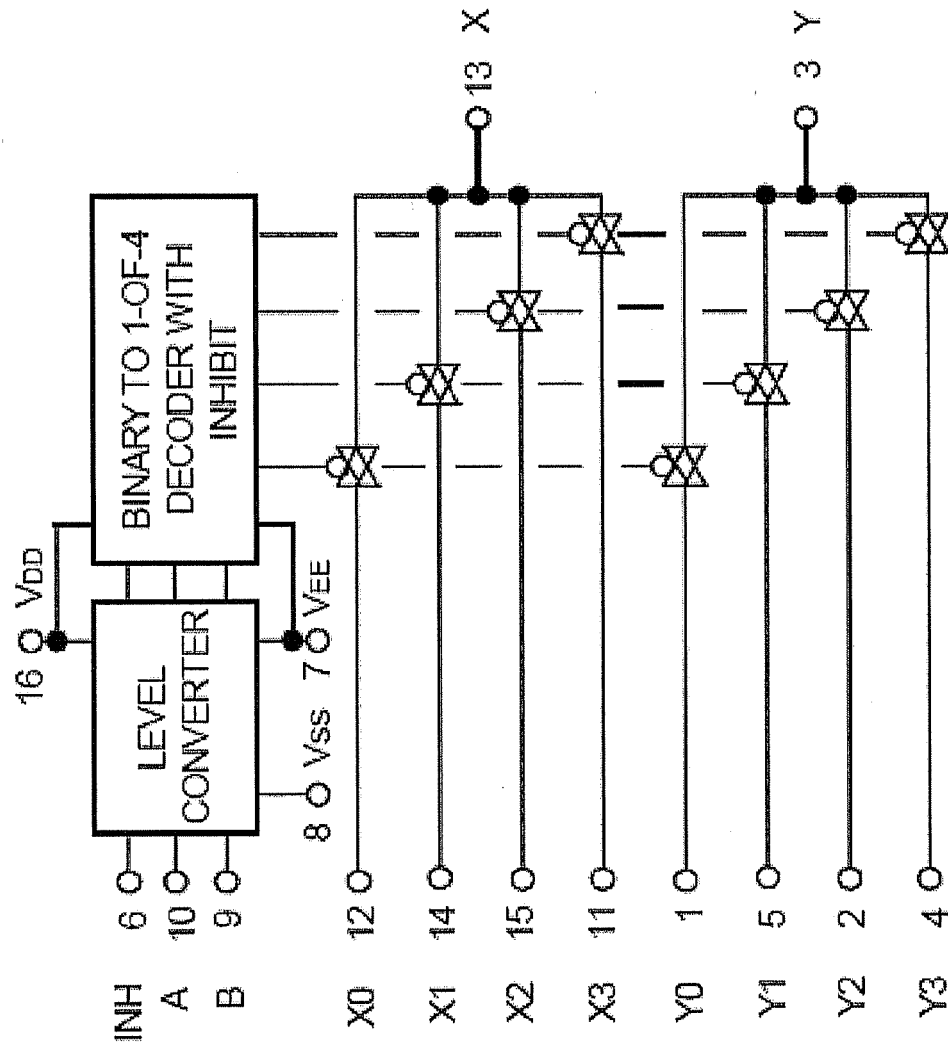 16 VDD
LEVEL
CONVERTER
BINARY TO 1-OF-4
DECODER WITH
INHIBIT
INH 6
A 10
B 9
8 VSS
7 VEE
X0 12
X1 14
X2 15
X3 11
13 X
Y0 1
Y1 5
Y2 2
Y3 4
3 Y